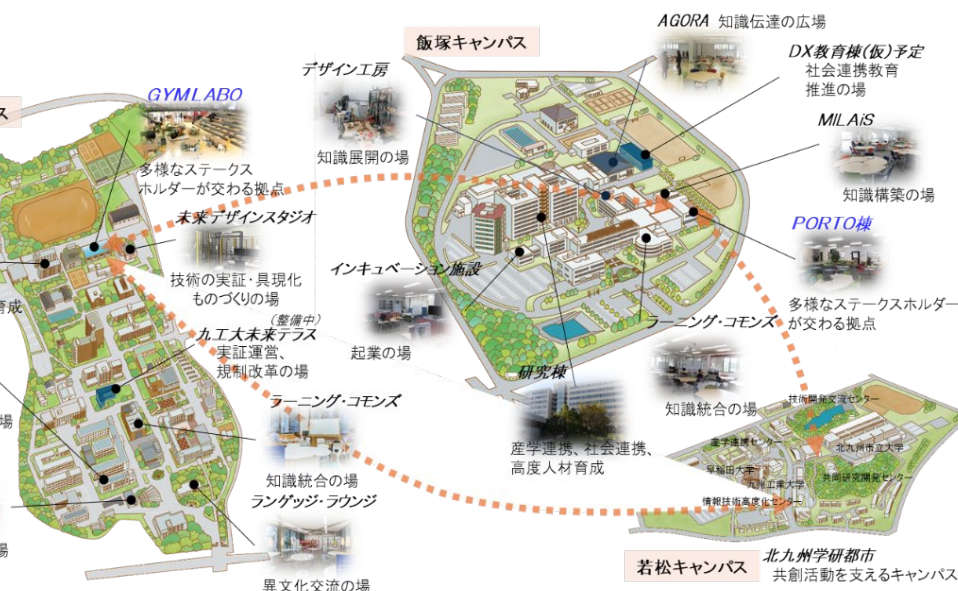 ス
GYMLABO
多様なステークス
ホルダーが交わる拠点
未来デザインスタジオ
技術の実証・具現化
ものづくりの場
(整備中)
九工大未来テラス
実証運営、
規制改革の場
ラーニング・コモンズ
知識統合の場
ランゲッジ・ラウンジ
異文化交流の場
育成
場
場
飯塚キャンパス
デザイン工房
知識展開の場
AGORA 知識伝達の広場
DX教育棟(仮)予定
社会連携教育
推進の場
MILAiS
知識構築の場
PORTO棟
多様なステークスホルダー
が交わる拠点
インキュベーション施設
起業の場
ラーニング・コモンズ
知識統合の場
研究棟
産学連携、社会連携、
高度人材育成
技術開発交流センター
産学連携センター
北九州市立大学
早稲田大学
共同研究開発センター
九州工業大学
情報技術高度化センター
若松キャンパス
北九州学研都市
共創活動を支えるキャンパス